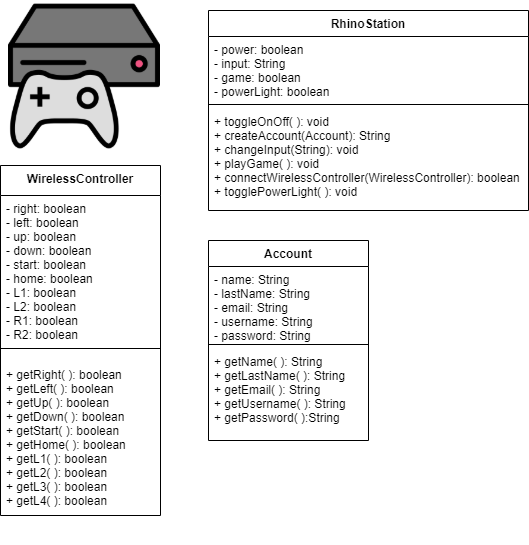 RhinoStation
- power: boolean
- input: String
- game: boolean
- powerLight: boolean
+ toggleOnOff( ): void
+ createAccount(Account): String
+ changeInput(String): void
+ playGame( ): void
+ connectWirelessController(WirelessController): boolean
+ togglePowerLight( ): void
WirelessController
- right: boolean
- left: boolean
- up: boolean
- down: boolean
- start: boolean
- home: boolean
- L1: boolean
- L2: boolean
- R1: boolean
- R2: boolean
+ getRight( ): boolean
+ getLeft( ): boolean
+ getUp( ): boolean
+ getDown( ): boolean
+ getStart( ): boolean
+ getHome( ): boolean
+ getL1( ): boolean
+ getL2( ): boolean
+ getL3( ): boolean
+ getL4( ): boolean
Account
- name: String
- lastName: String
- email: String
- username: String
- password: String
+ getName( ): String
+ getLastName( ): String
+ getEmail( ): String
+ getUsername( ): String
+ getPassword( ):String